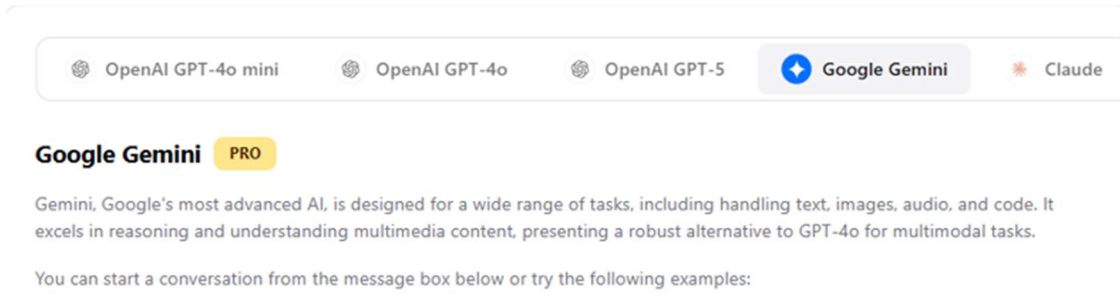 OpenAI GPT-4o mini OpenAI GPT-4o OpenAI GPT-5 Google Gemini Claude
Google Gemini PRO
Gemini, Google's most advanced AI, is designed for a wide range of tasks, including handling text, images, audio, and code. It
excels in reasoning and understanding multimedia content, presenting a robust alternative to GPT-4o for multimodal tasks.
You can start a conversation from the message box below or try the following examples: